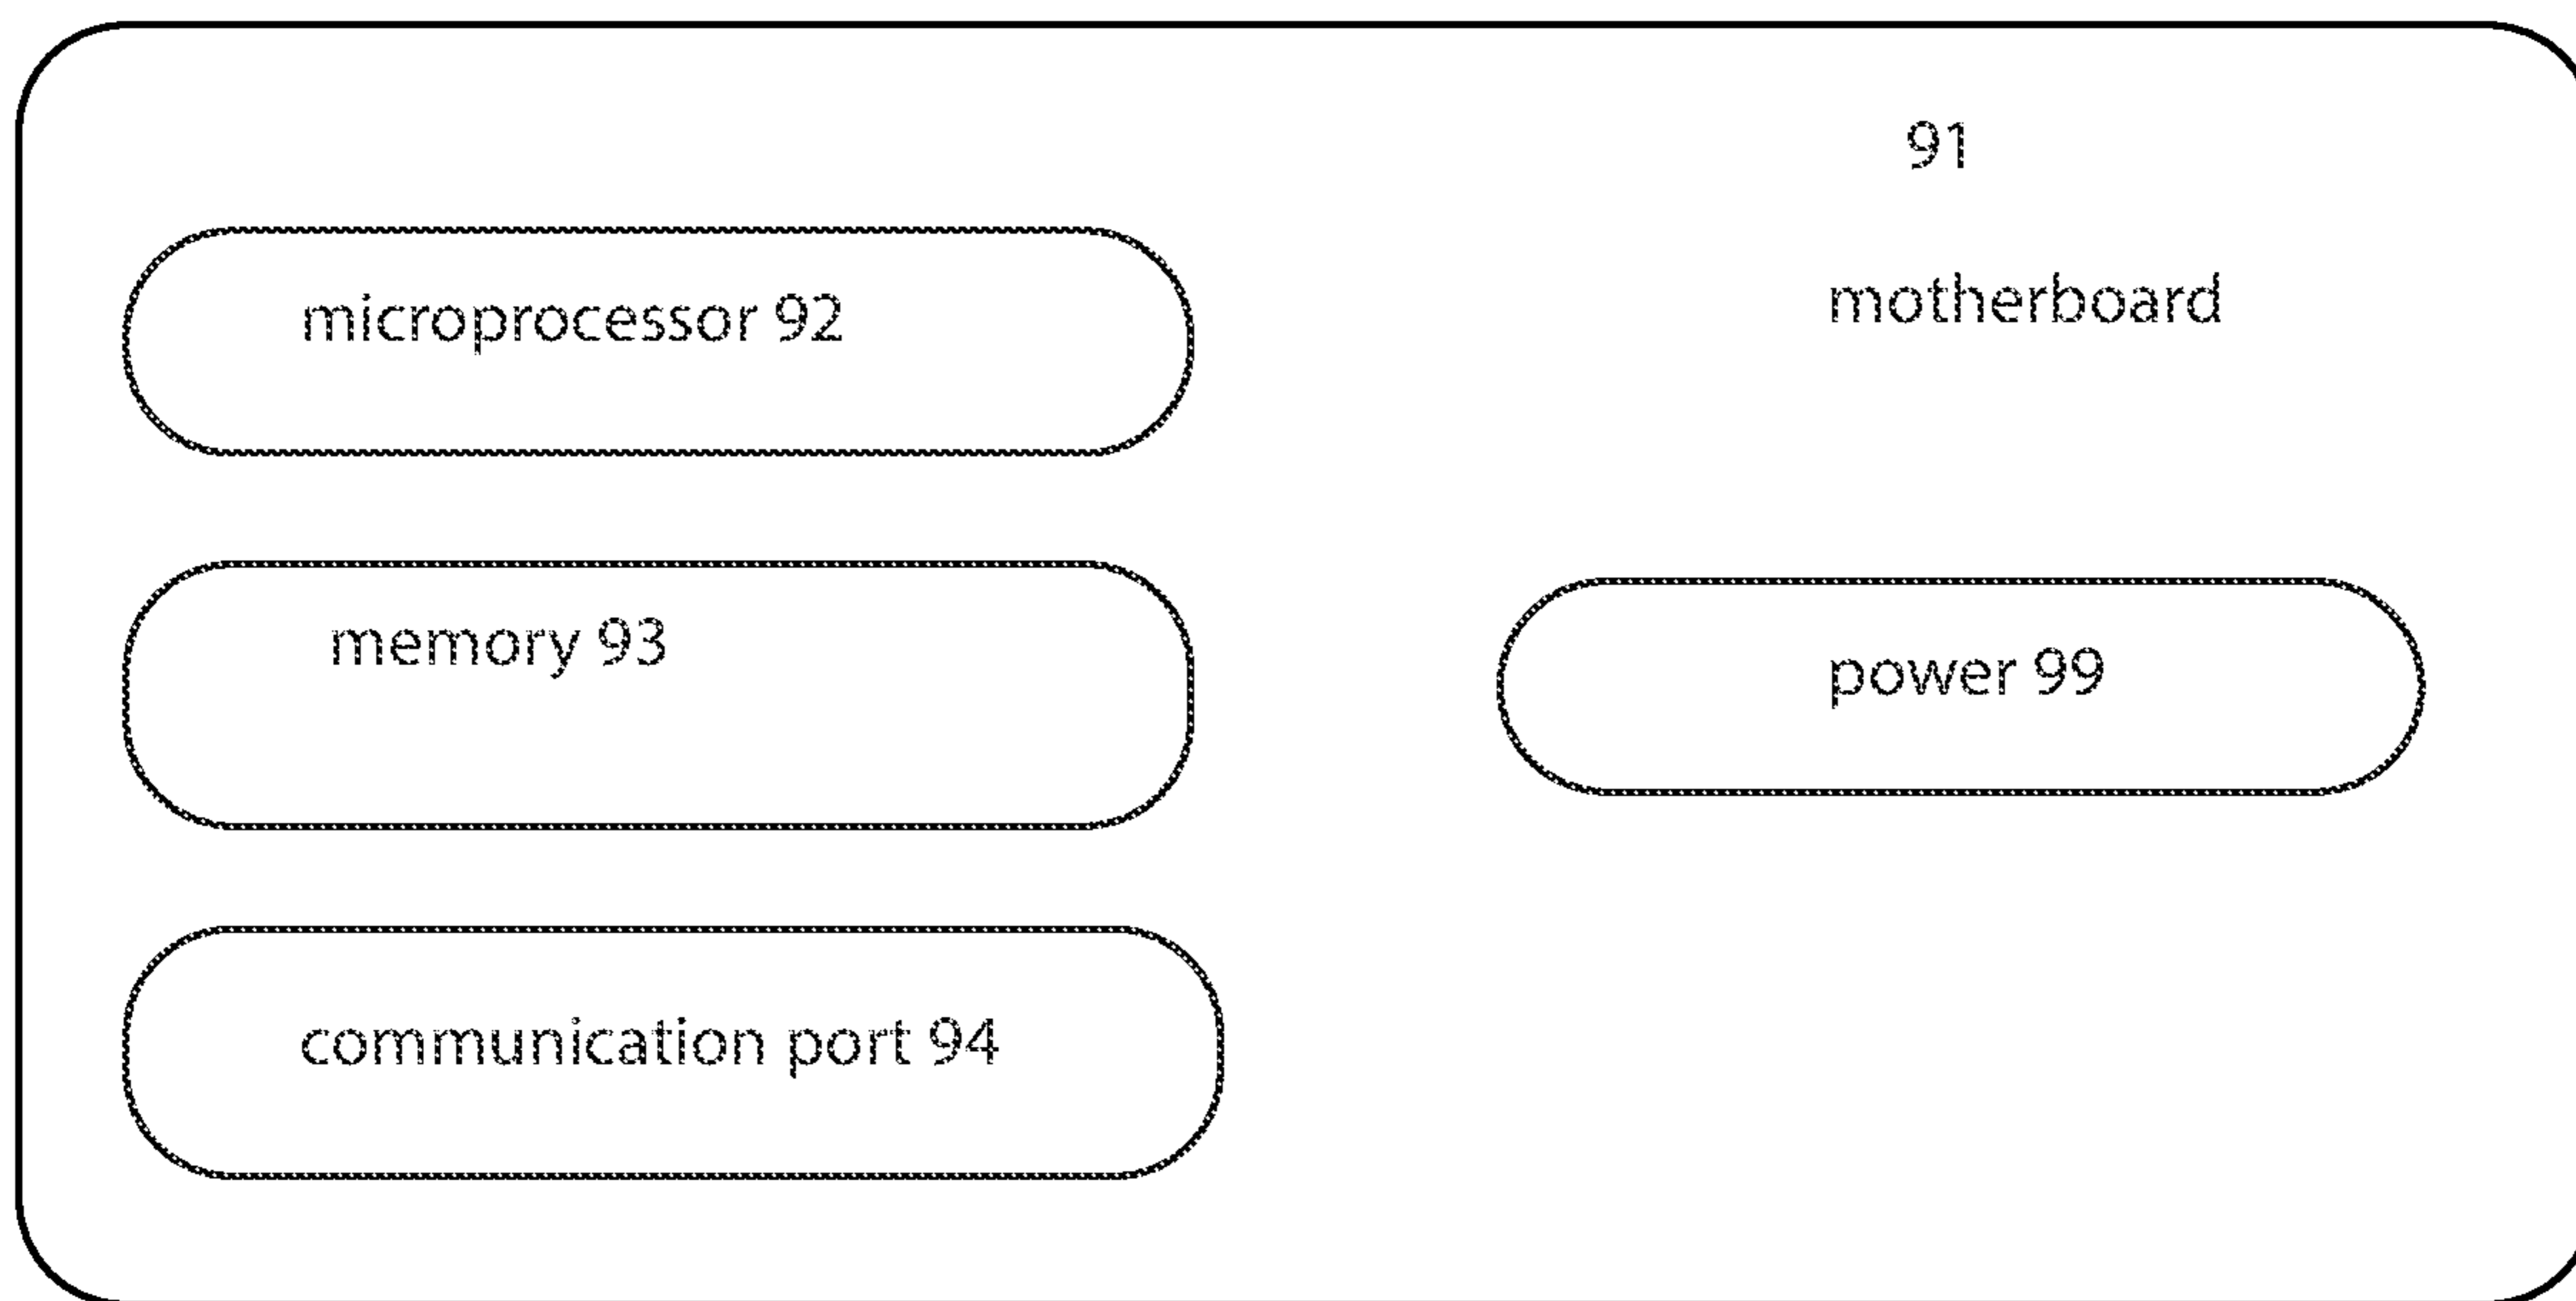 91
motherboard
microprocessor 92
memory 93
power 99
communication port 94